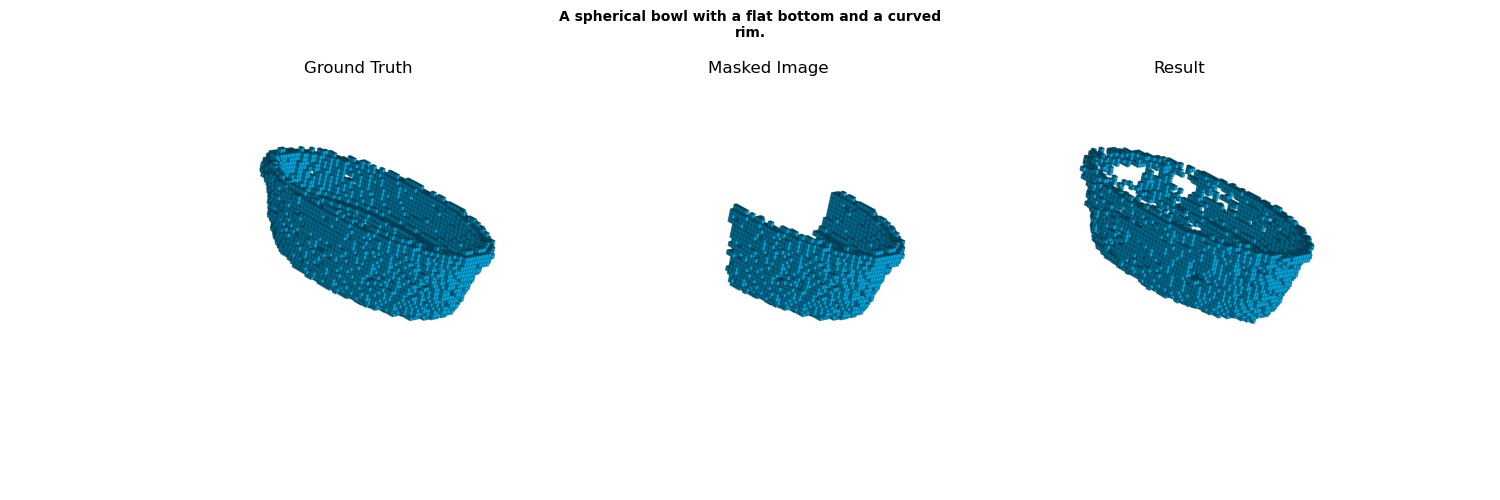 A spherical bowl with a flat bottom and a curved
rim.
Ground Truth
Masked Image
Result